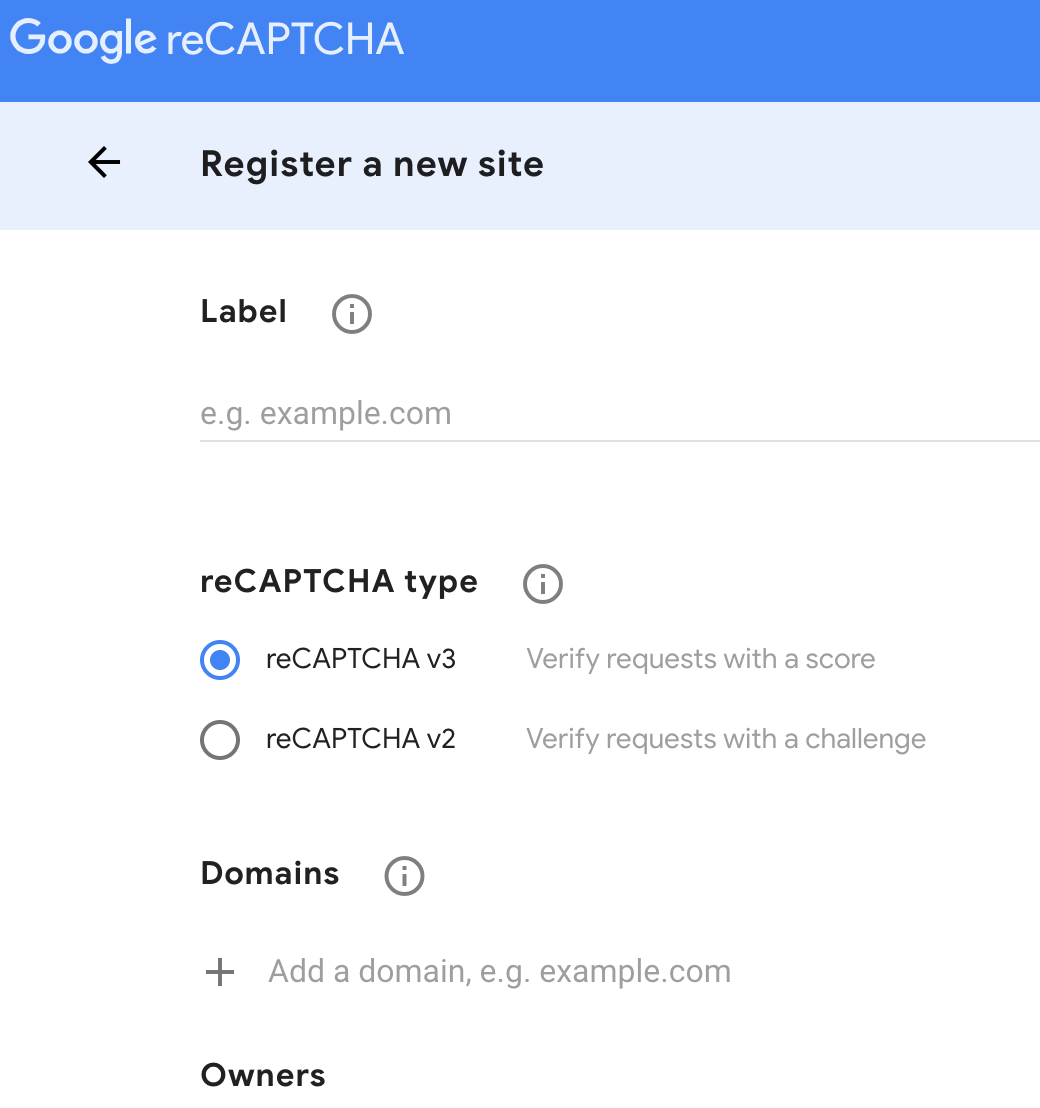 Google reCAPTCHA
Register a new site
Label
e.g. example.com
reCAPTCHA type
reCAPTCHA v3 Verify requests with a score
reCAPTCHA v2 Verify requests with a challenge
Domains
Add a domain, e.g. example.com
Owners